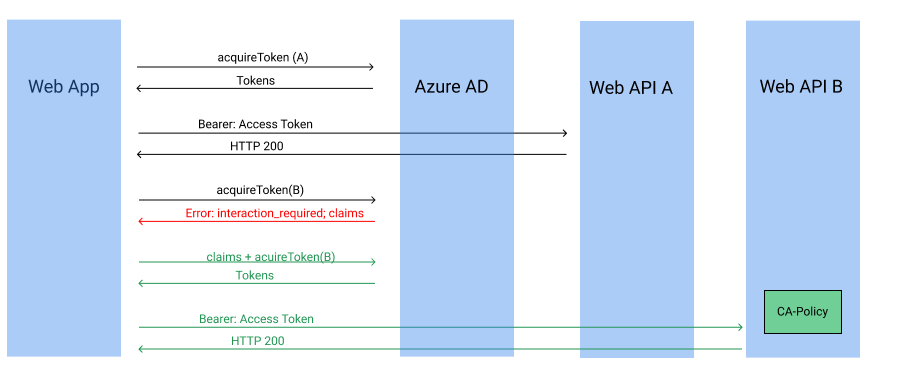 Web App
Azure AD
Web API A
Web API B
acquireToken (A)
Tokens
Bearer: Access Token
HTTP 200
acquireToken(B)
Error: interaction_required; claims
claims + acuireToken(B)
Tokens
CA-Policy
Bearer: Access Token
HTTP 200